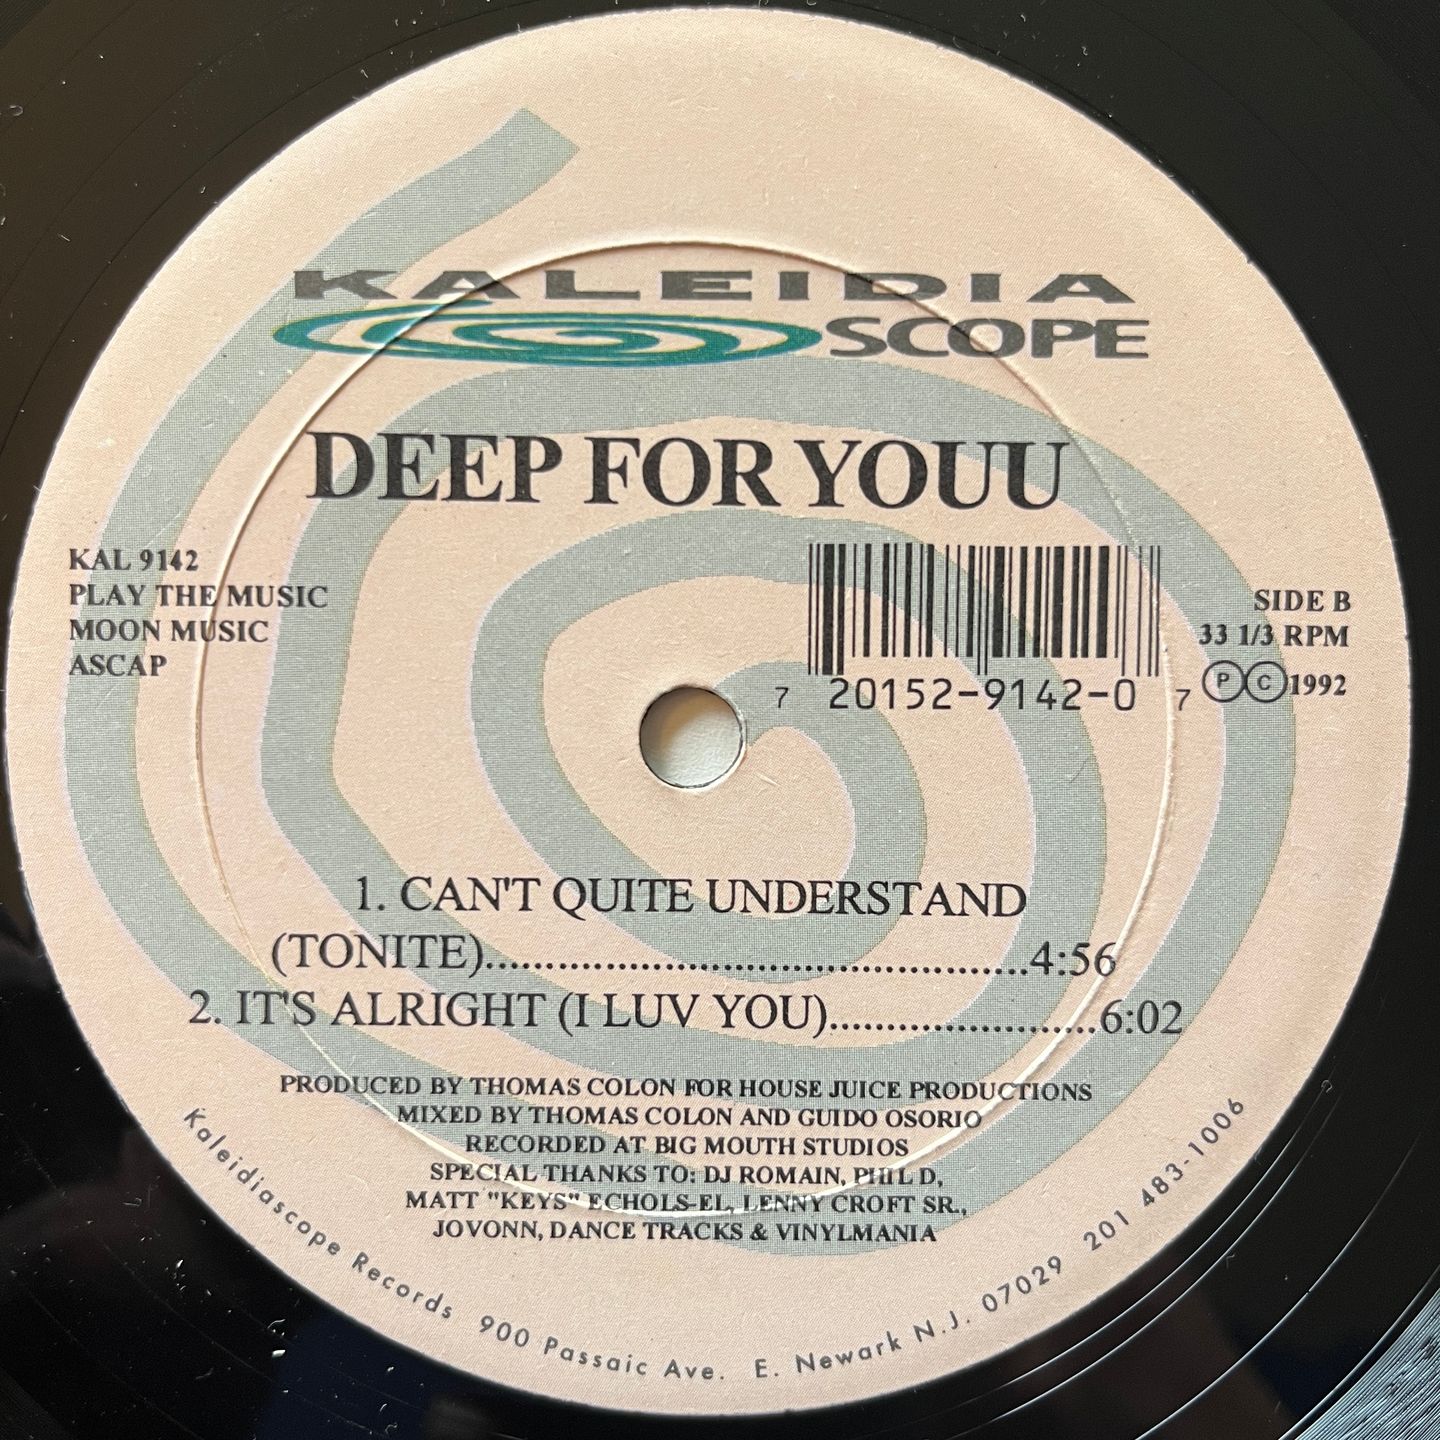 KALEIDIA
SCOPE
DEEP FOR YOUU
KAL 9142
PLAY THE MUSIC
MOON MUSIC
ASCAP
7 20152-9142-0 7
SIDE B
33 1/3 RPM
Ⓟ©1992
1. CAN'T QUITE UNDERSTAND
(TONITE)..............................................4:56
2. IT'S ALRIGHT (I LUV YOU).......................6:02
PRODUCED BY THOMAS COLON FOR HOUSE JUICE PRODUCTIONS
MIXED BY THOMAS COLON AND GUIDO OSORIO
RECORDED AT BIG MOUTH STUDIOS
SPECIAL THANKS TO: DJ ROMAIN, PHIL D,
MATT "KEYS" ECHOLS-EL, LENNY CROFT SR.,
JOVONN, DANCE TRACKS & VINYLMANIA
Kaleidiascope Records 900 Passaic Ave. E. Newark N.J. 07029 201 483-1006